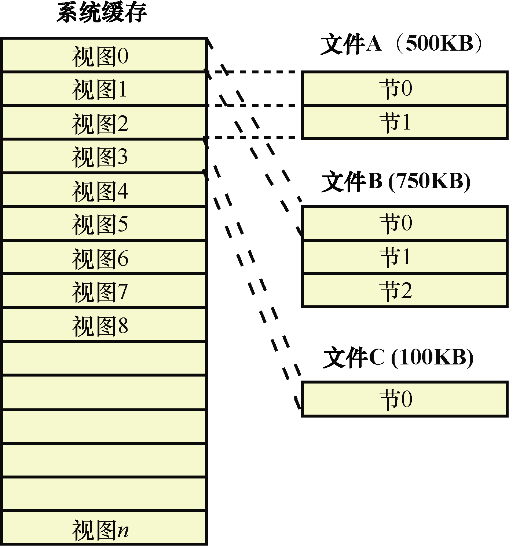 系统缓存
视图0
视图1
视图2
视图3
视图4
视图5
视图6
视图7
视图8
视图n
文件A（500KB）
节0
节1
文件B (750KB)
节0
节1
节2
文件C (100KB)
节0